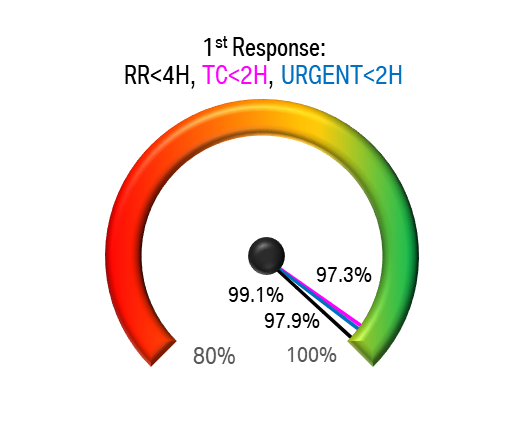 1st Response:
RR<4H, TC<2H, URGENT<2H
97.3%
99.1%
97.9%
80%
100%